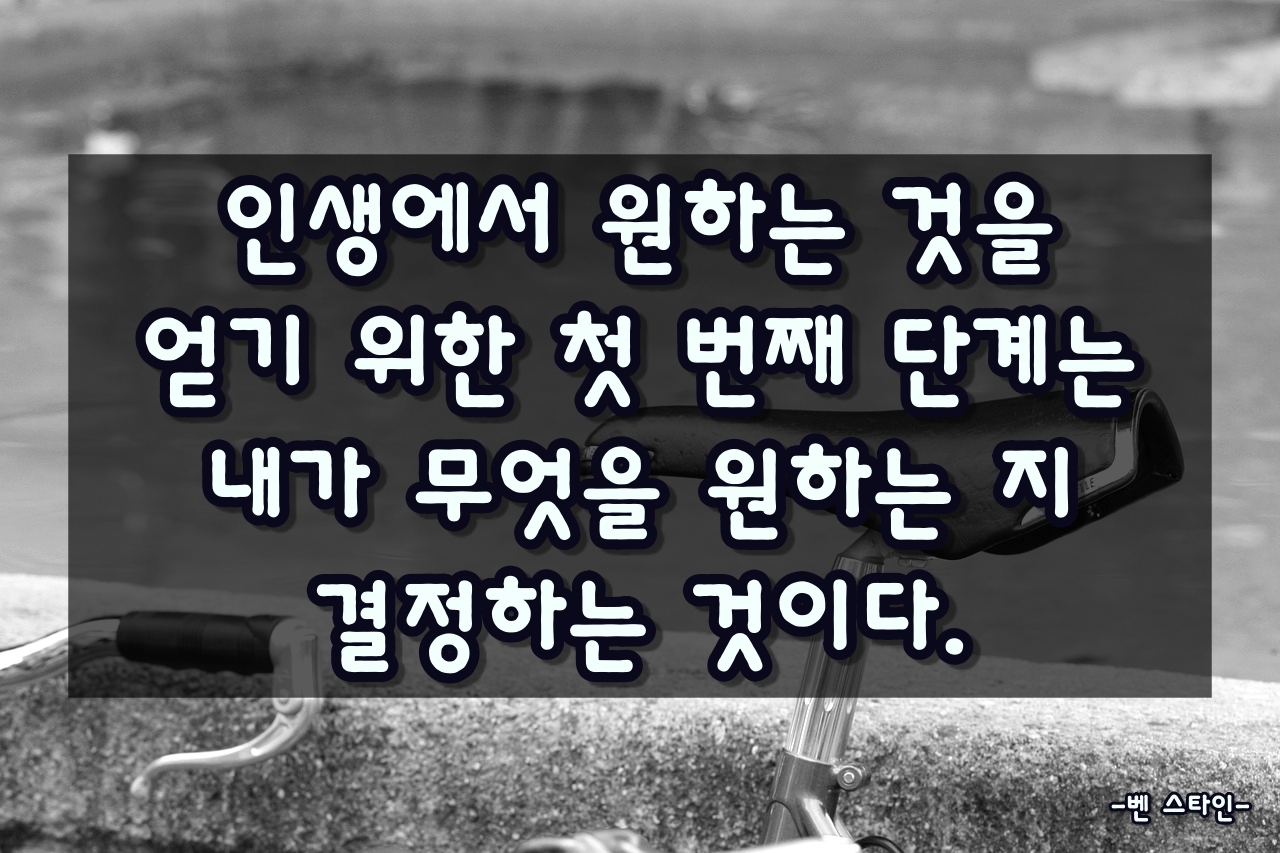 인생에서 원하는 것을
얻기 위한 첫 번째 단계는
내가 무엇을 원하는 지
결정하는 것이다.
-벤 스타인-